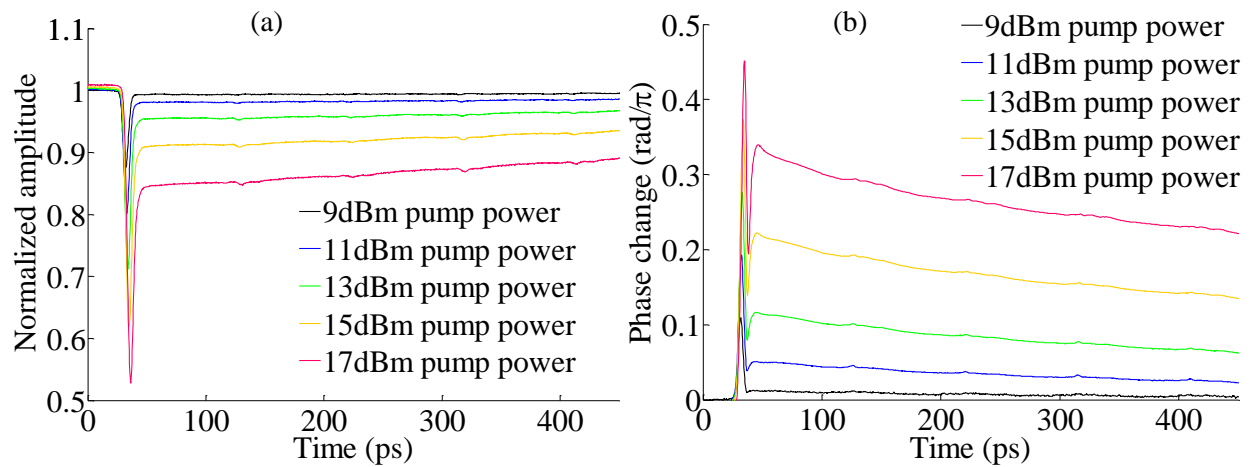 (a)
Normalized amplitude
1.1
1
0.9
0.8
0.7
0.6
0.5
0
100
200
300
400
Time (ps)
9dBm pump power
11dBm pump power
13dBm pump power
15dBm pump power
17dBm pump power
(b)
Phase change (rad/π)
0.5
0.4
0.3
0.2
0.1
0
0
100
200
300
400
Time (ps)
9dBm pump power
11dBm pump power
13dBm pump power
15dBm pump power
17dBm pump power